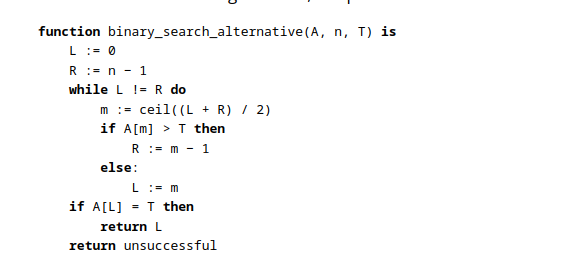 function binary_search_alternative(A, n, T) is
    L := 0
    R := n − 1
    while L != R do
        m := ceil((L + R) / 2)
        if A[m] > T then
            R := m − 1
        else:
            L := m
    if A[L] = T then
        return L
    return unsuccessful